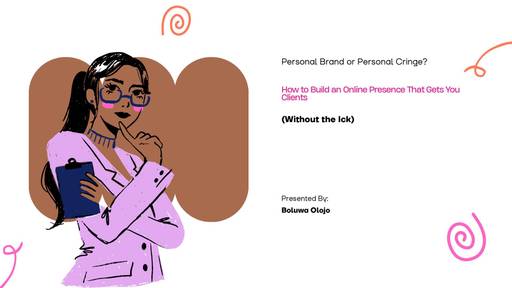 Personal Brand or Personal Cringe?
How to Build an Online Presence That Gets You
Clients
(Without the Ick)
Presented By:
Boluwa Olojo